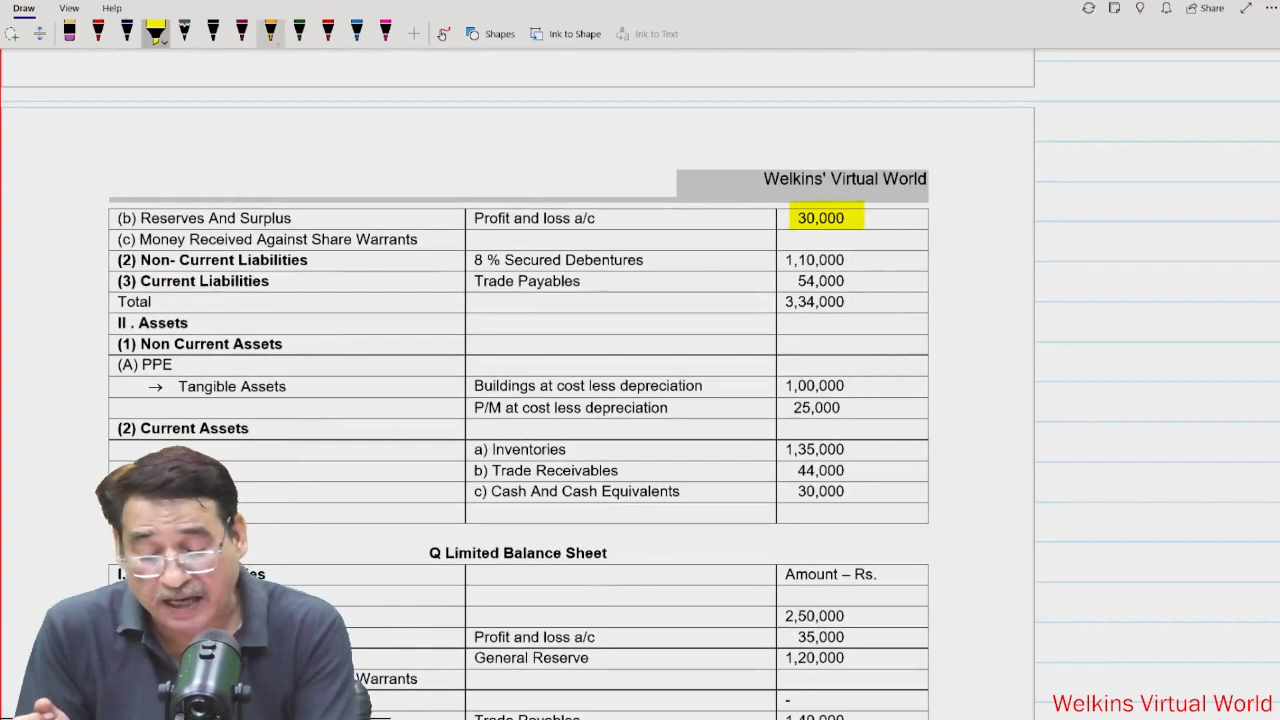 Draw View Help
Share
Shapes Ink to Shape Ink to Text
Welkins' Virtual World
(b) Reserves And Surplus Profit and loss a/c 30,000
(c) Money Received Against Share Warrants
(2) Non- Current Liabilities 8 % Secured Debentures 1,10,000
(3) Current Liabilities Trade Payables 54,000
Total 3,34,000
II . Assets
(1) Non Current Assets
(A) PPE
→ Tangible Assets Buildings at cost less depreciation 1,00,000
P/M at cost less depreciation 25,000
(2) Current Assets
a) Inventories 1,35,000
b) Trade Receivables 44,000
c) Cash And Cash Equivalents 30,000
Q Limited Balance Sheet
Amount – Rs.
2,50,000
Profit and loss a/c 35,000
General Reserve 1,20,000
Warrants
-
Trade Payables 1,40,000
Welkins Virtual World